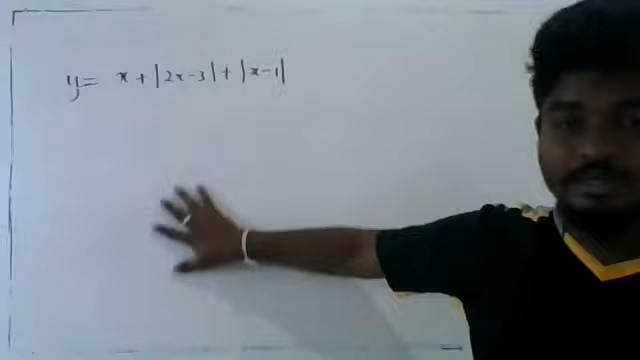 y = x + |2x-3| + |x-1|